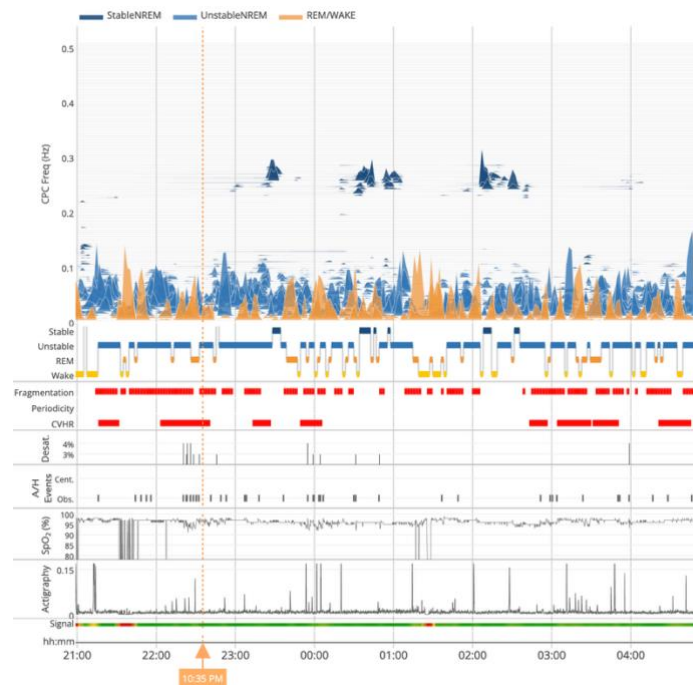 StableNREM UnstableNREM REM/WAKE
0.5
0.4
0.3
CPC Freq (Hz)
0.2
0.1
0
Stable
Unstable
REM
Wake
Fragmentation
Periodicity
CVHR
Desat.
4%
3%
A/H
Events
Cent.
Obs.
SpO₂ (%)
100
95
90
85
80
Actigraphy
0.15
0
Signal
hh:mm
21:00 22:00 23:00 00:00 01:00 02:00 03:00 04:00
10:35 PM